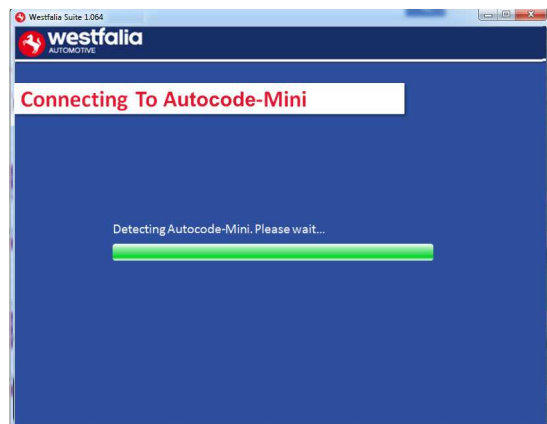 Westfalia Suite 1.064
westfalia
AUTOMOTIVE
Connecting To Autocode-Mini
Detecting Autocode-Mini. Please wait...